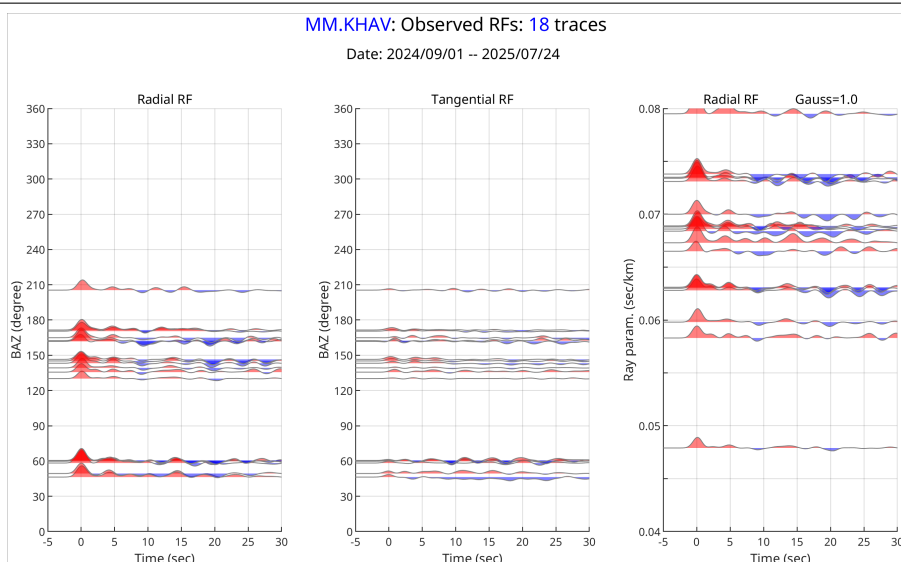 MM.KHAV: Observed RFs: 18 traces
Date: 2024/09/01 -- 2025/07/24
Radial RF
Tangential RF
Radial RF Gauss=1.0
BAZ (degree)
360
330
300
270
240
210
180
150
120
90
60
30
0
-5 0 5 10 15 20 25 30
Time (sec)
BAZ (degree)
360
330
300
270
240
210
180
150
120
90
60
30
0
-5 0 5 10 15 20 25 30
Time (sec)
Ray param. (sec/km)
0.08
0.07
0.06
0.05
0.04
-5 0 5 10 15 20 25 30
Time (sec)